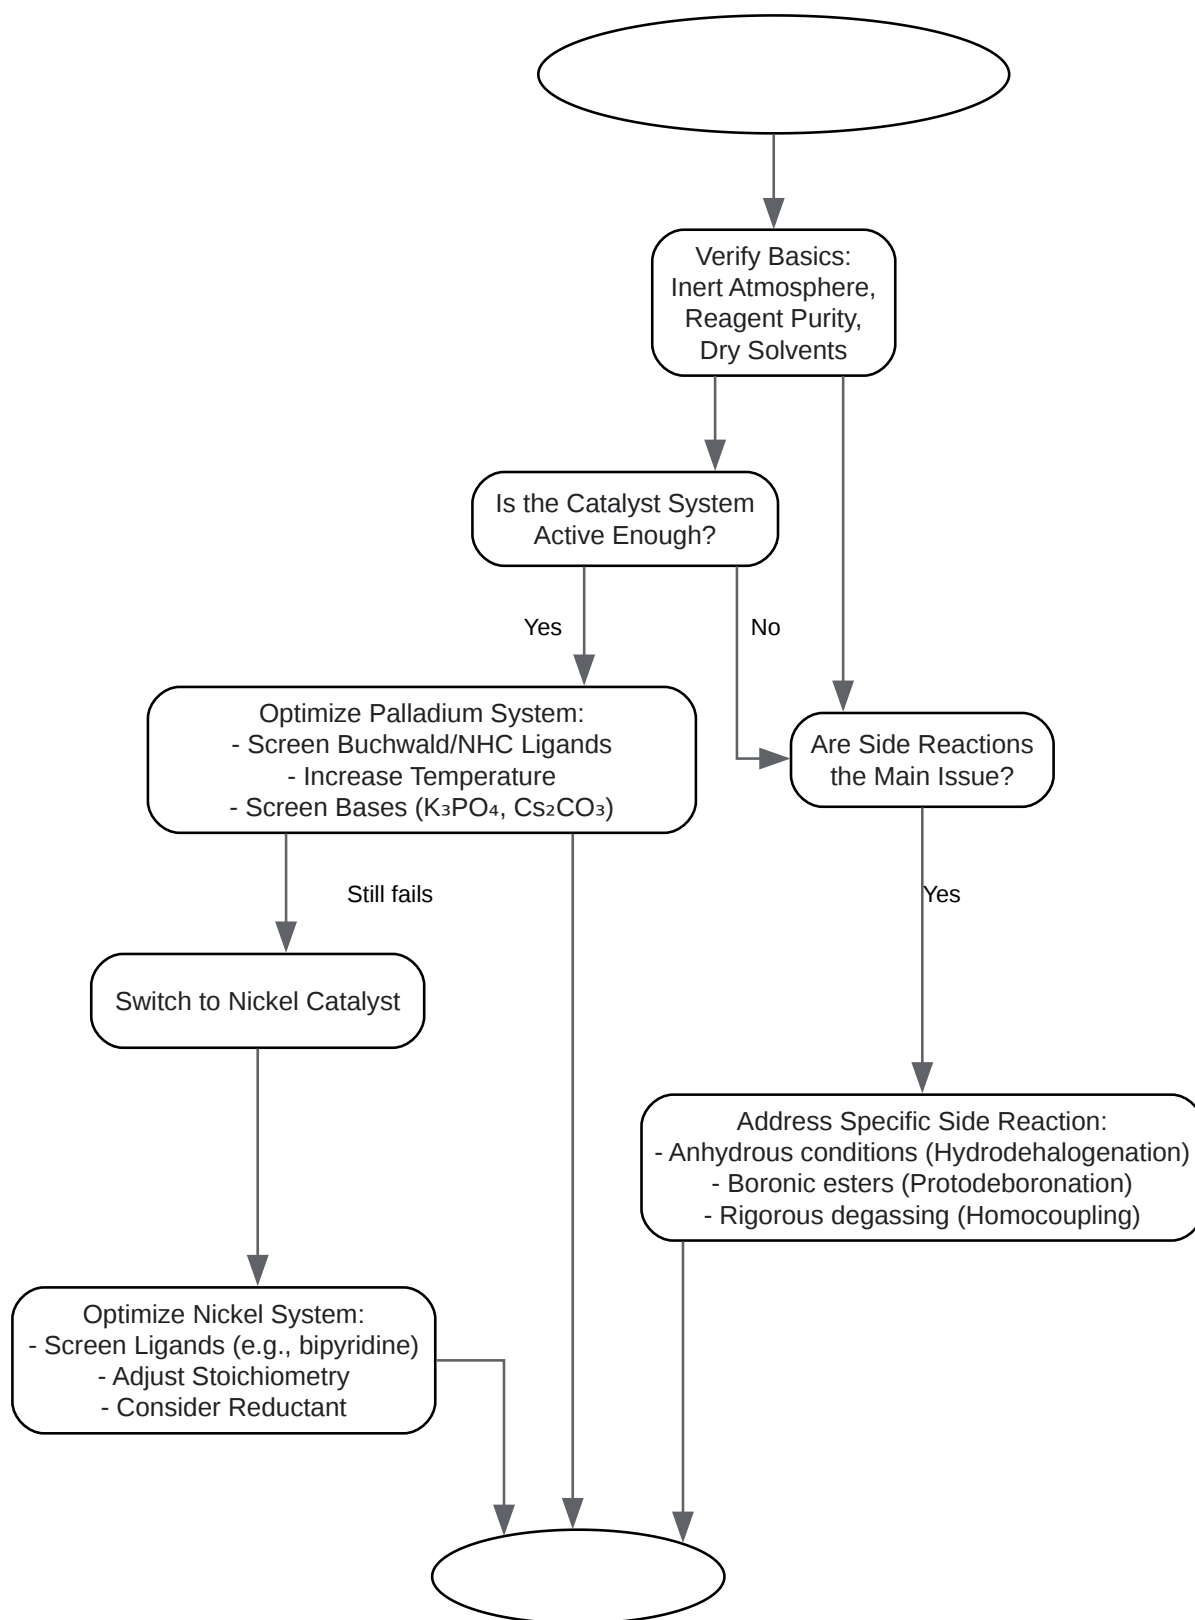 Verify Basics:
Inert Atmosphere,
Reagent Purity,
Dry Solvents
Is the Catalyst System
Active Enough?
Yes
No
Optimize Palladium System:
- Screen Buchwald/NHC Ligands
- Increase Temperature
- Screen Bases (K₃PO₄, Cs₂CO₃)
Are Side Reactions
the Main Issue?
Still fails
Yes
Switch to Nickel Catalyst
Address Specific Side Reaction:
- Anhydrous conditions (Hydrodehalogenation)
- Boronic esters (Protodeboronation)
- Rigorous degassing (Homocoupling)
Optimize Nickel System:
- Screen Ligands (e.g., bipyridine)
- Adjust Stoichiometry
- Consider Reductant